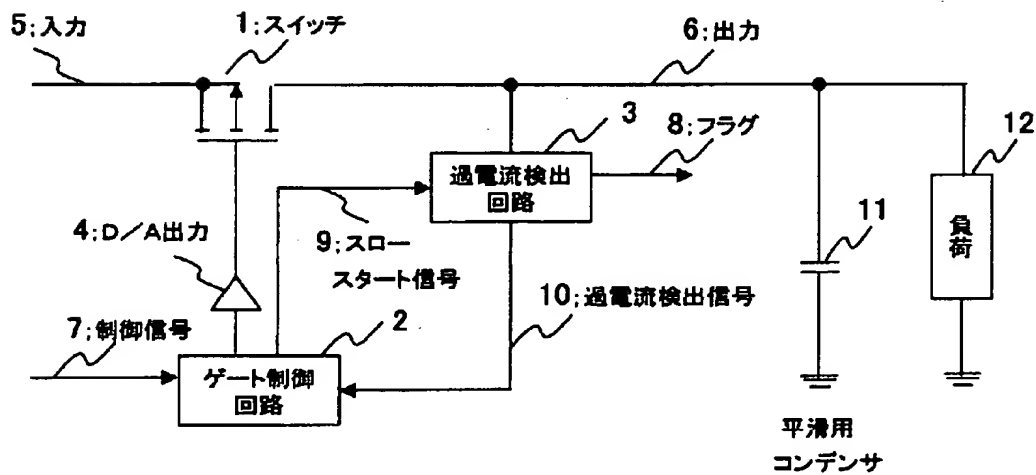 5;入力
1;スイッチ
6;出力
3
8;フラグ
12
過電流検出
回路
4;D/A出力
9;スロー
スタート信号
11
負荷
10;過電流検出信号
7;制御信号
2
ゲート制御
回路
平滑用
コンデンサ